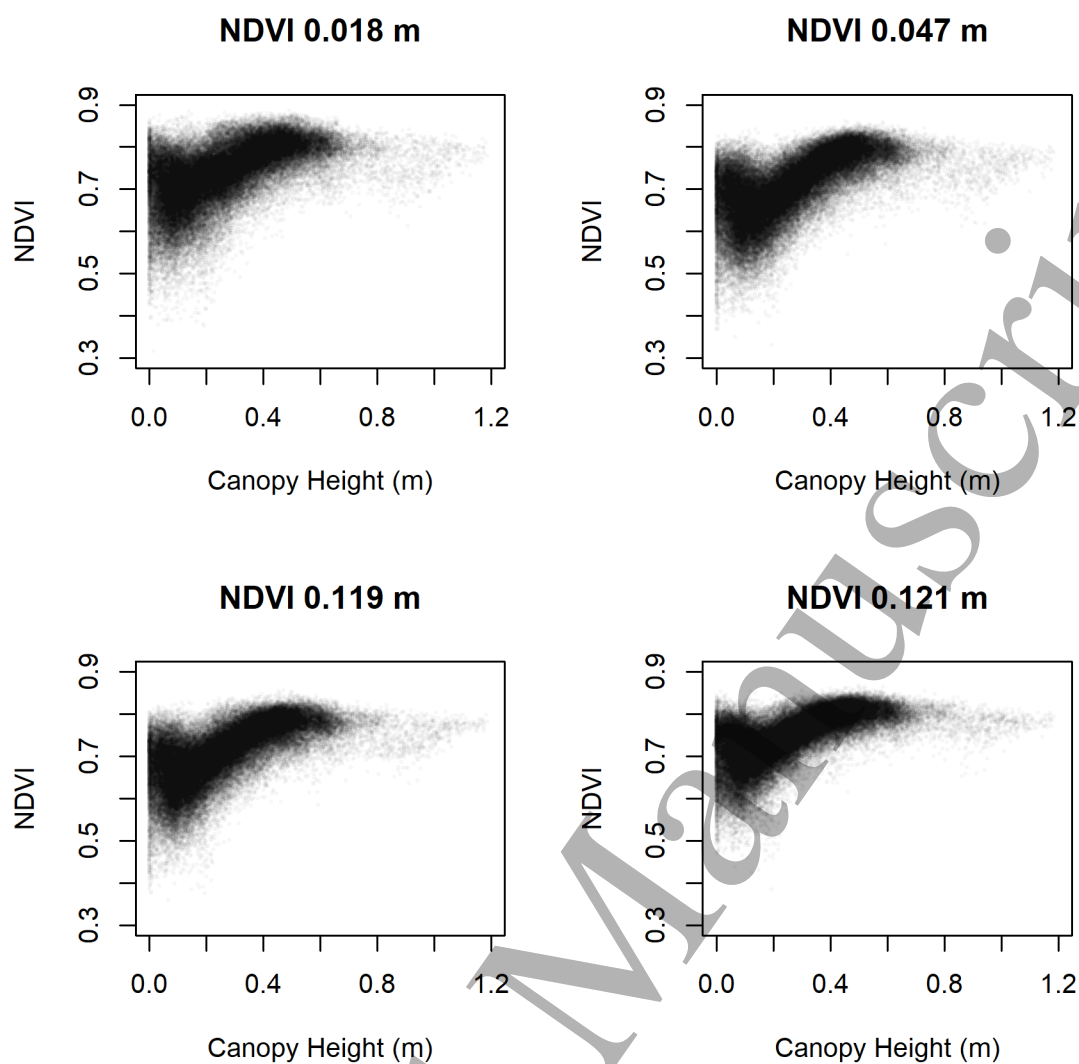 NDVI 0.018 m
NDVI
0.9
0.7
0.5
0.3
0.0 0.4 0.8 1.2
Canopy Height (m)
NDVI 0.047 m
NDVI
0.9
0.7
0.5
0.3
0.0 0.4 0.8 1.2
Canopy Height (m)
NDVI 0.119 m
NDVI
0.9
0.7
0.5
0.3
0.0 0.4 0.8 1.2
Canopy Height (m)
NDVI 0.121 m
NDVI
0.9
0.7
0.5
0.3
0.0 0.4 0.8 1.2
Canopy Height (m)
Manuscri